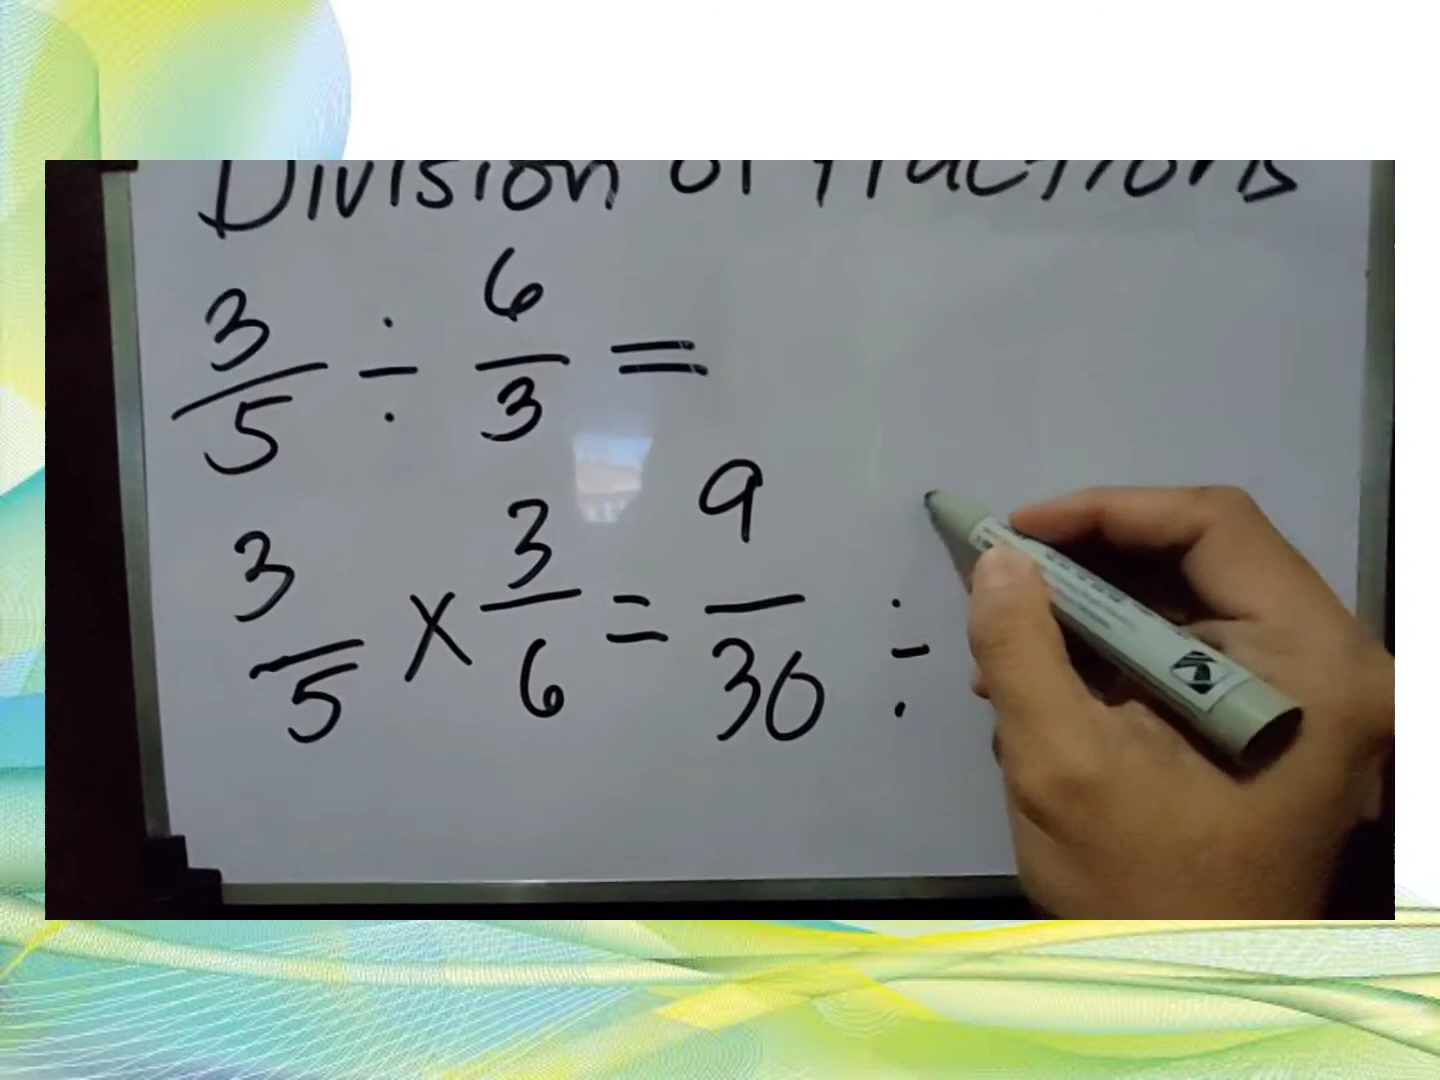 Division of fractions
3/5 ÷ 6/3 =
3/5 × 3/6 = 9/30 ÷